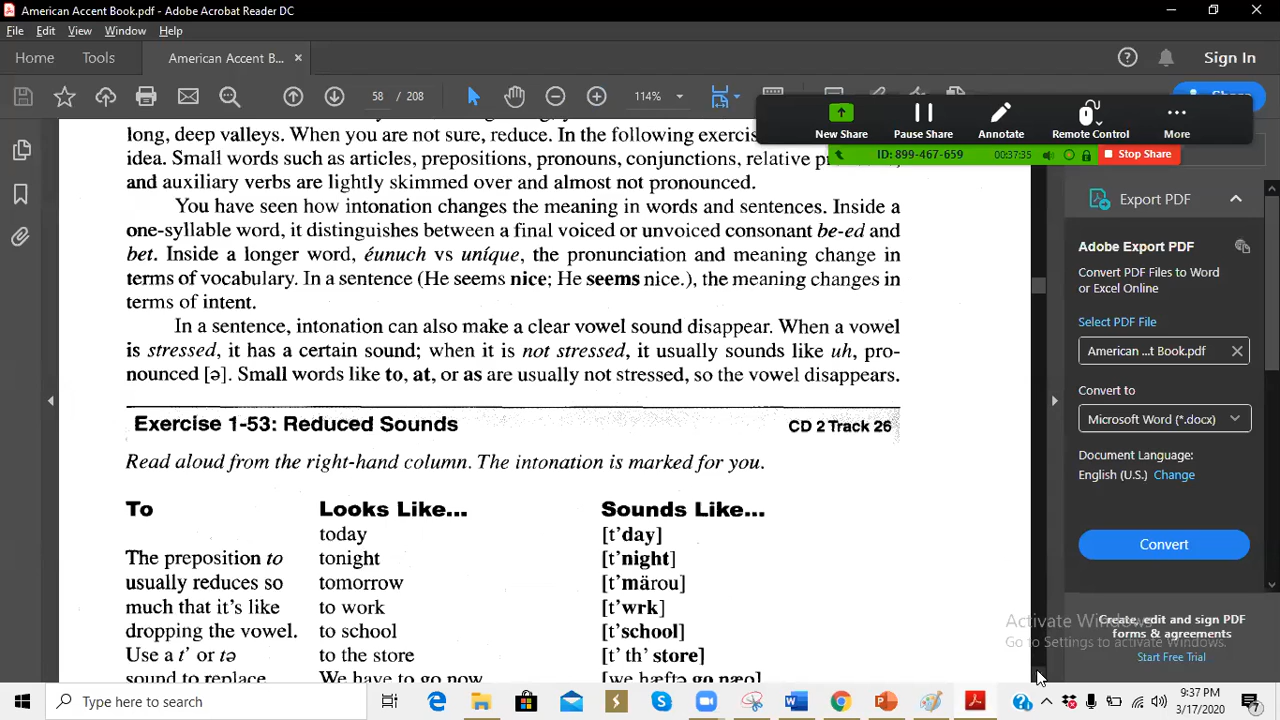 American Accent Book.pdf - Adobe Acrobat Reader DC
File Edit View Window Help
Home Tools American Accent B... × Sign In
58 / 208 114%
New Share Pause Share Annotate Remote Control More
ID: 899-467-659 00:37:35 Stop Share
long, deep valleys. When you are not sure, reduce. In the following exercis
idea. Small words such as articles, prepositions, pronouns, conjunctions, relative
and auxiliary verbs are lightly skimmed over and almost not pronounced.
You have seen how intonation changes the meaning in words and sentences. Inside a
one-syllable word, it distinguishes between a final voiced or unvoiced consonant be-ed and
bet. Inside a longer word, éunuch vs uníque, the pronunciation and meaning change in
terms of vocabulary. In a sentence (He seems nice; He seems nice.), the meaning changes in
terms of intent.
In a sentence, intonation can also make a clear vowel sound disappear. When a vowel
is stressed, it has a certain sound; when it is not stressed, it usually sounds like uh, pro-
nounced [ə]. Small words like to, at, or as are usually not stressed, so the vowel disappears.
Exercise 1-53: Reduced Sounds CD 2 Track 26
Read aloud from the right-hand column. The intonation is marked for you.
To Looks Like... Sounds Like...
today [t'day]
The preposition to tonight [t'night]
usually reduces so tomorrow [t'märou]
much that it's like to work [t'wrk]
dropping the vowel. to school [t'school]
Use a t' or tə to the store [t' th' store]
sound to replace We have to go now [we hæftə go næo]
Export PDF
Adobe Export PDF
Convert PDF Files to Word
or Excel Online
Select PDF File
American ...t Book.pdf
Convert to
Microsoft Word (*.docx)
Document Language:
English (U.S.) Change
Convert
Create, edit and sign PDF
forms & agreements
Start Free Trial
Activate Windows
Go to Settings to activate Windows.
Type here to search
9:37 PM
3/17/2020